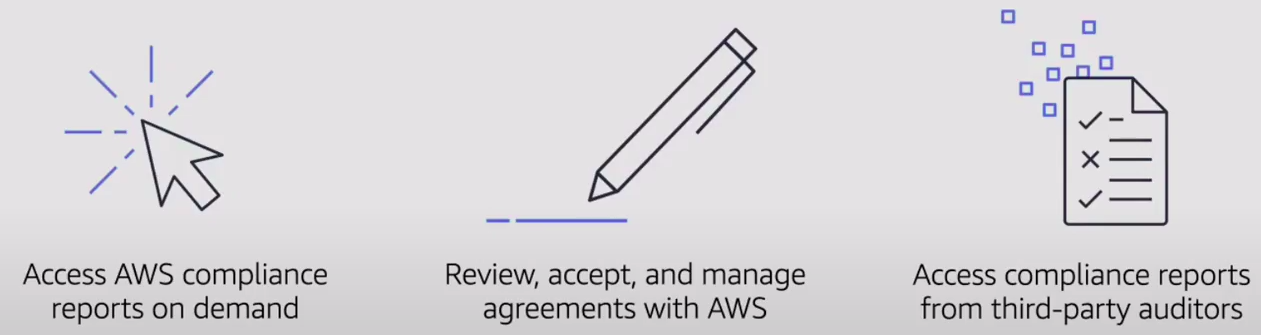 Access AWS compliance
reports on demand
Review, accept, and manage
agreements with AWS
Access compliance reports
from third-party auditors